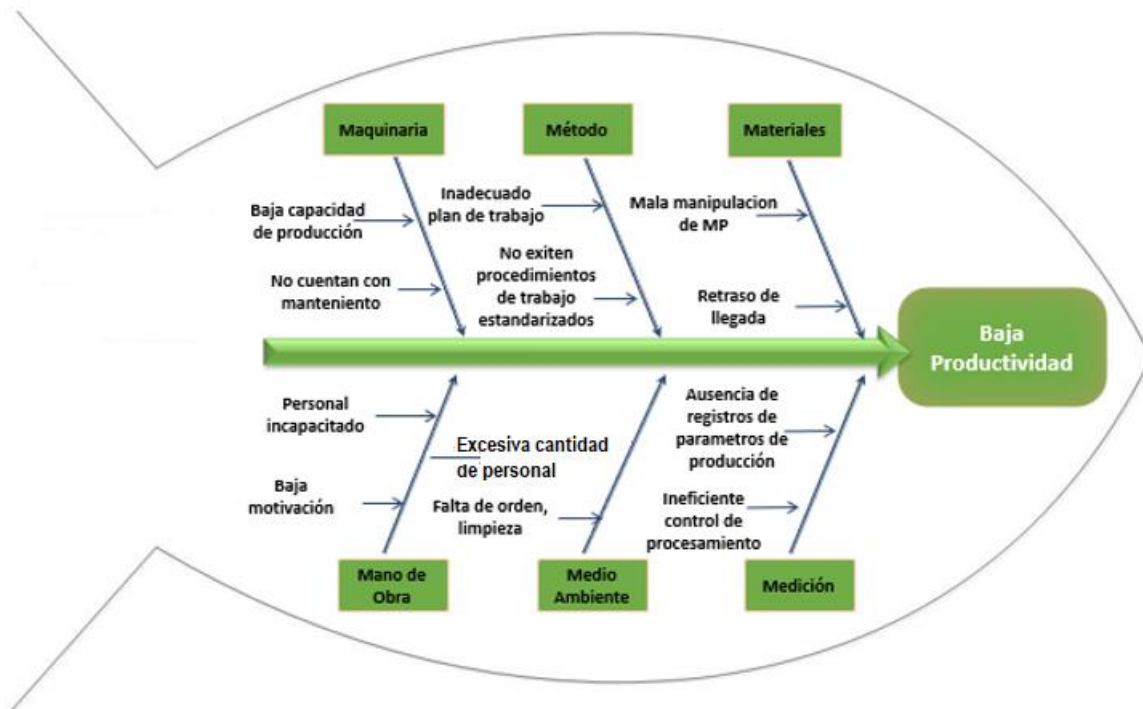 Maquinaria
Método
Materiales
Baja capacidad
de producción
No cuentan con
manteniento
Inadecuado
plan de trabajo
No exiten
procedimientos
de trabajo
estandarizados
Mala manipulacion
de MP
Retraso de
llegada
Baja
Productividad
Personal
incapacitado
Baja
motivación
Excesiva cantidad
de personal
Falta de orden,
limpieza
Ausencia de
registros de
parametros de
producción
Ineficiente
control de
procesamiento
Mano de
Obra
Medio
Ambiente
Medición